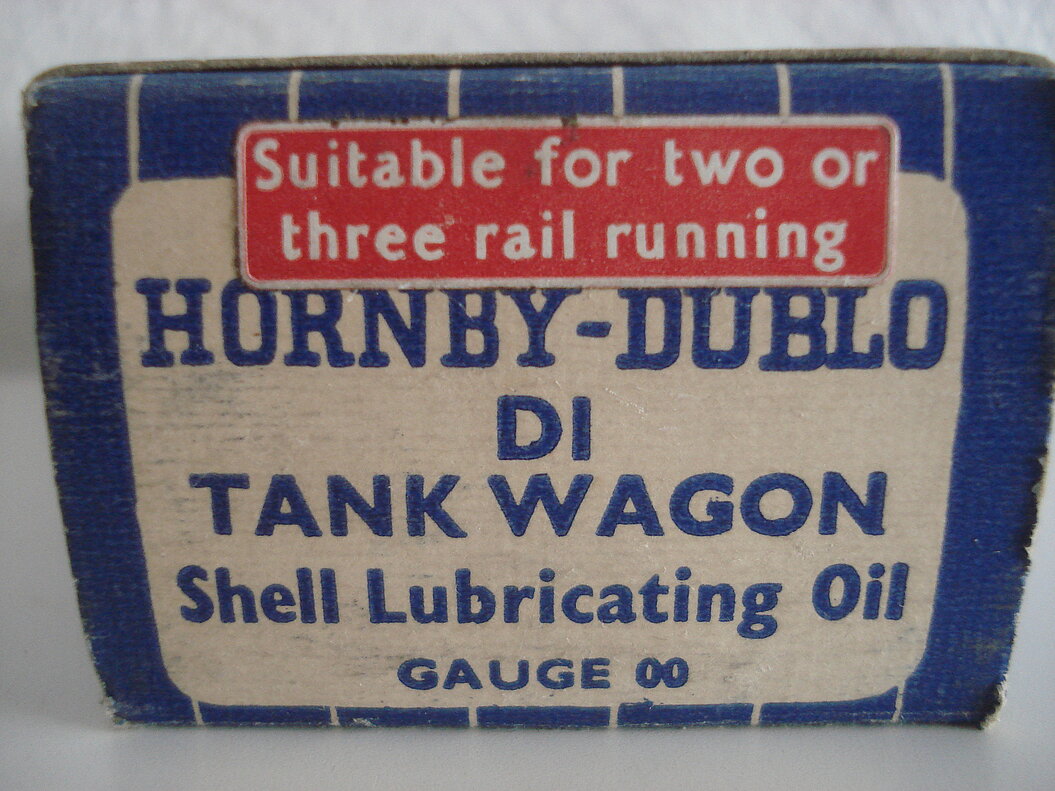 Suitable for two or
three rail running
HORNBY-DUBLO
DI
TANK WAGON
Shell Lubricating Oil
GAUGE 00